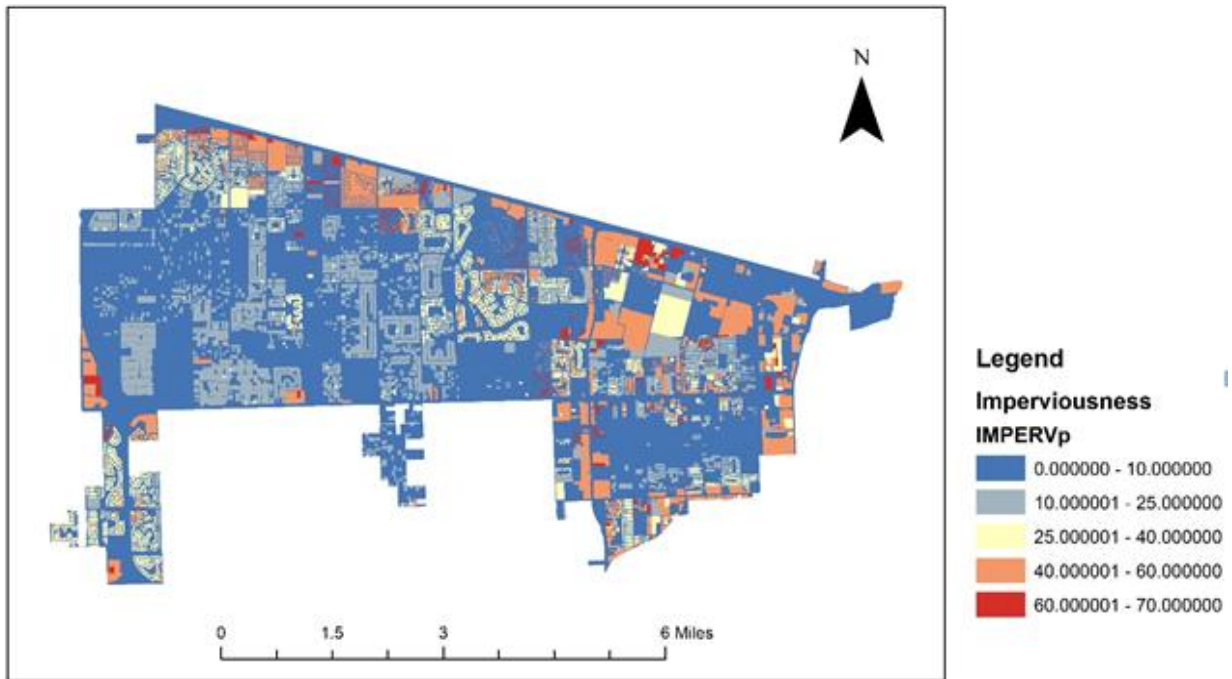 N
0 1.5 3 6 Miles
Legend
Imperviousness
IMPERVp
0.000000 - 10.000000
10.000001 - 25.000000
25.000001 - 40.000000
40.000001 - 60.000000
60.000001 - 70.000000